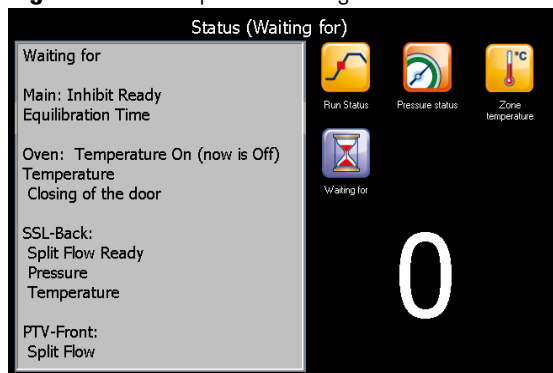 Status (Waiting for)
Waiting for
Main: Inhibit Ready
Equilibration Time
Oven: Temperature On (now is Off)
Temperature
Closing of the door
SSL-Back:
Split Flow Ready
Pressure
Temperature
PTV-Front:
Split Flow
°C
Run Status
Pressure status
Zone
temperature
Waiting for
0